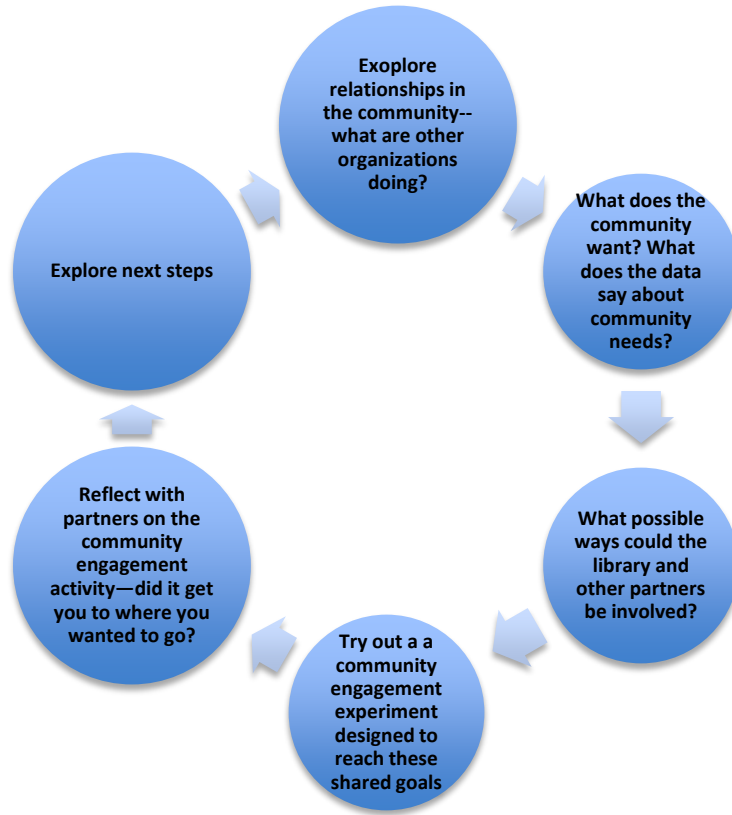 Exoplore
relationships in
the community--
what are other
organizations
doing?
What does the
community
want? What
does the data
say about
community
needs?
What possible
ways could the
library and
other partners
be involved?
Try out a a
community
engagement
experiment
designed to
reach these
shared goals
Reflect with
partners on the
community
engagement
activity—did it get
you to where you
wanted to go?
Explore next steps